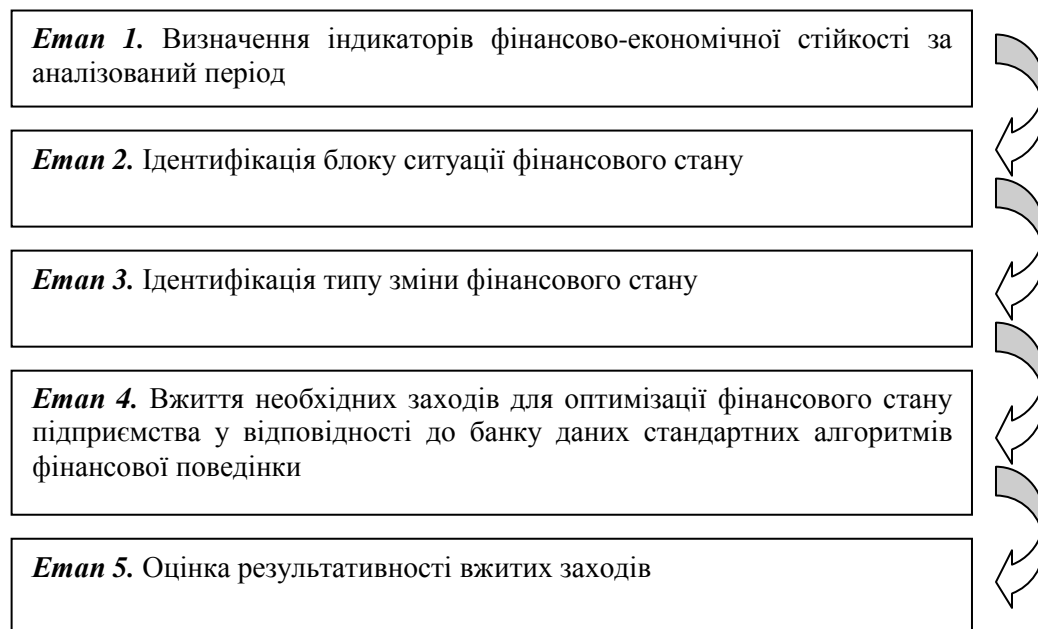 Етап 1. Визначення індикаторів фінансово-економічної стійкості за
аналізований період
Етап 2. Ідентифікація блоку ситуації фінансового стану
Етап 3. Ідентифікація типу зміни фінансового стану
Етап 4. Вжиття необхідних заходів для оптимізації фінансового стану
підприємства у відповідності до банку даних стандартних алгоритмів
фінансової поведінки
Етап 5. Оцінка результативності вжитих заходів